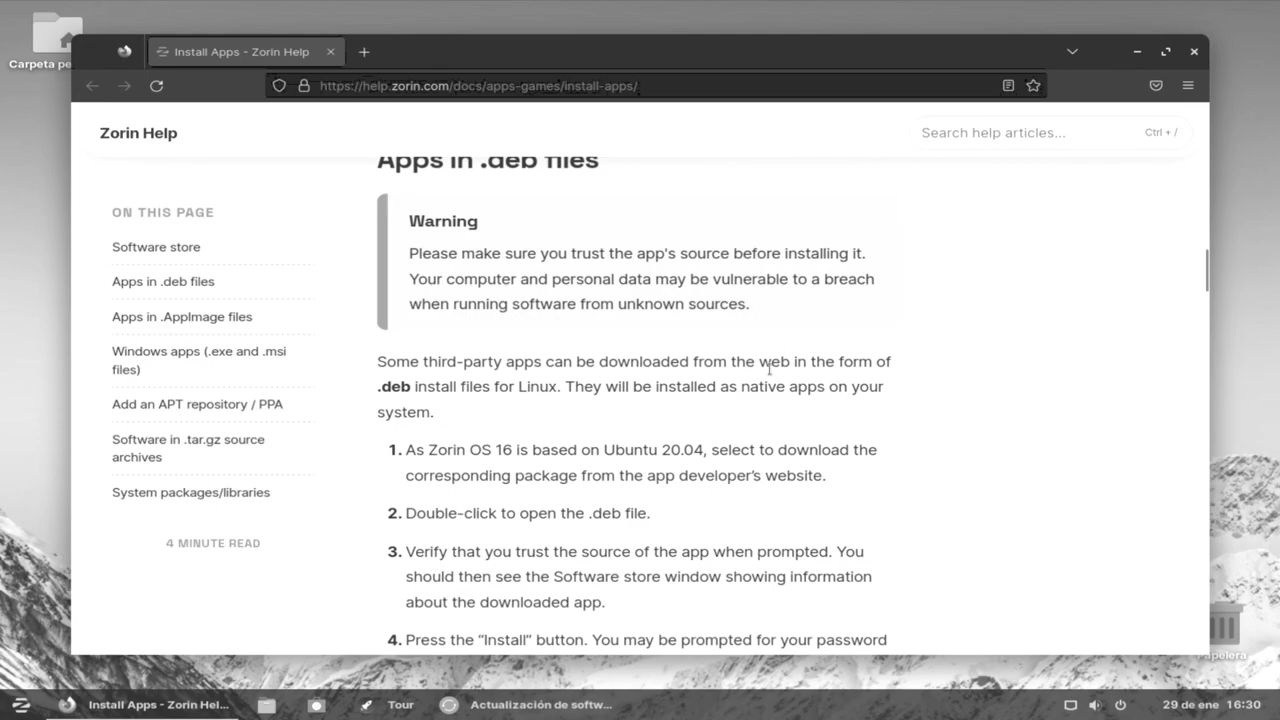 Carpeta pe
Install Apps - Zorin Help
https://help.zorin.com/docs/apps-games/install-apps/
Zorin Help
Search help articles...
Ctrl + /
Apps in .deb files
ON THIS PAGE
Software store
Apps in .deb files
Apps in .AppImage files
Windows apps (.exe and .msi
files)
Add an APT repository / PPA
Software in .tar.gz source
archives
System packages/libraries
4 MINUTE READ
Warning
Please make sure you trust the app's source before installing it.
Your computer and personal data may be vulnerable to a breach
when running software from unknown sources.
Some third-party apps can be downloaded from the web in the form of
.deb install files for Linux. They will be installed as native apps on your
system.
1. As Zorin OS 16 is based on Ubuntu 20.04, select to download the
corresponding package from the app developer's website.
2. Double-click to open the .deb file.
3. Verify that you trust the source of the app when prompted. You
should then see the Software store window showing information
about the downloaded app.
4. Press the "Install" button. You may be prompted for your password
Papelera
Install Apps - Zorin Hel...
Tour
Actualización de softw...
29 de ene 16:30